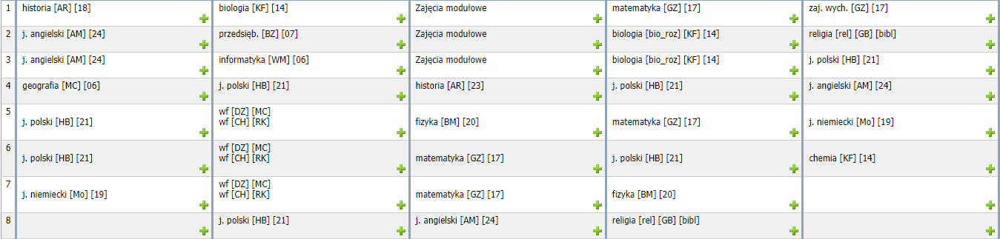 1 historia [AR] [18] biologia [KF] [14] Zajęcia modułowe matematyka [GZ] [17] zaj. wych. [GZ] [17]
2 j. angielski [AM] [24] przedsięb. [BZ] [07] Zajęcia modułowe biologia [bio_roz] [KF] [14] religia [rel] [GB] [bibl]
3 j. angielski [AM] [24] informatyka [WM] [06] Zajęcia modułowe biologia [bio_roz] [KF] [14] j. polski [HB] [21]
4 geografia [MC] [06] j. polski [HB] [21] historia [AR] [23] j. polski [HB] [21] j. angielski [AM] [24]
5 wf [DZ] [MC]
j. polski [HB] [21] wf [CH] [RK] fizyka [BM] [20] matematyka [GZ] [17] j. niemiecki [Mo] [19]
6 wf [DZ] [MC]
j. polski [HB] [21] wf [CH] [RK] matematyka [GZ] [17] j. polski [HB] [21] chemia [KF] [14]
7 wf [DZ] [MC]
j. niemiecki [Mo] [19] wf [CH] [RK] matematyka [GZ] [17] fizyka [BM] [20]
8 j. polski [HB] [21] j. angielski [AM] [24] religia [rel] [GB] [bibl]